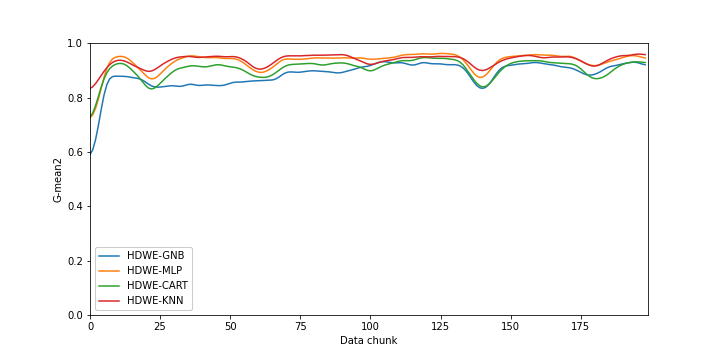 1.0
0.8
0.6
0.4
0.2
0.0
G-mean2
HDWE-GNB
HDWE-MLP
HDWE-CART
HDWE-KNN
0 25 50 75 100 125 150 175
Data chunk